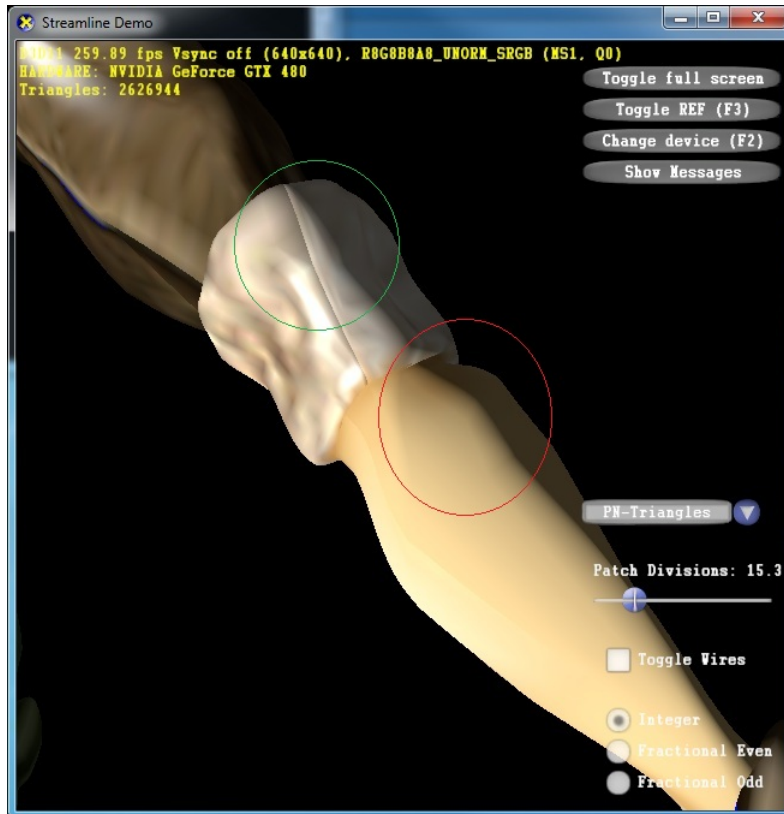 Streamline Demo
D3D11 259.89 fps Vsync off (640x640), R8G8B8A8_UNORM_SRGB (MS1, Q0)
HARDWARE: NVIDIA GeForce GTX 480
Triangles: 2626944
Toggle full screen
Toggle REF (F3)
Change device (F2)
Show Messages
PN-Triangles
Patch Divisions: 15.3
Toggle Wires
Integer
Fractional Even
Fractional Odd